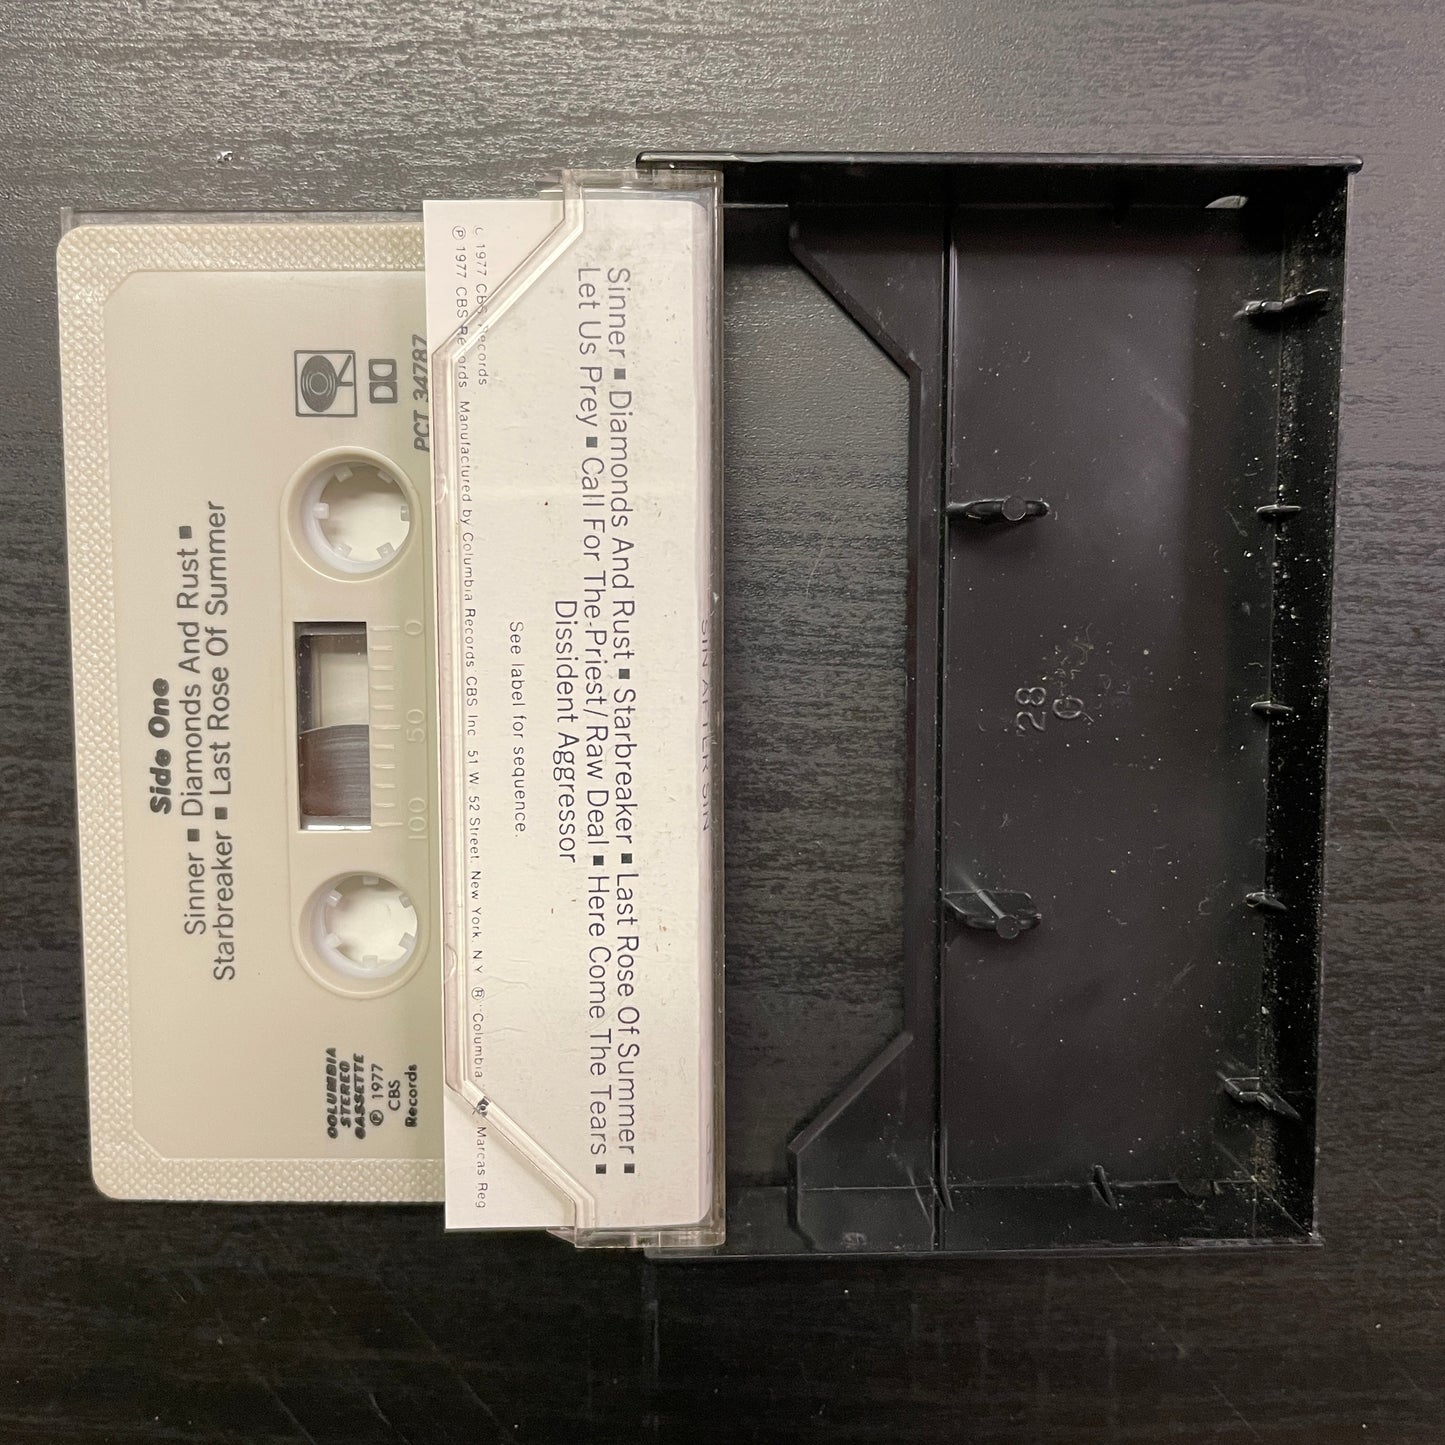 Side One
Sinner ■ Diamonds And Rust ■
Starbreaker ■ Last Rose Of Summer
COLUMBIA
STEREO
CASSETTE
℗ 1977
CBS
Records
PCT 34787
0 50 100
Sinner ■ Diamonds And Rust ■ Starbreaker ■ Last Rose Of Summer ■
Let Us Prey ■ Call For The Priest/Raw Deal ■ Here Come The Tears ■
Dissident Aggressor
See label for sequence.
© 1977 CBS Records
℗ 1977 CBS Records Manufactured by Columbia Records CBS Inc 51 W. 52 Street, New York, N.Y. ® "Columbia," Marcas Reg
SIN AFTER SIN
28
G